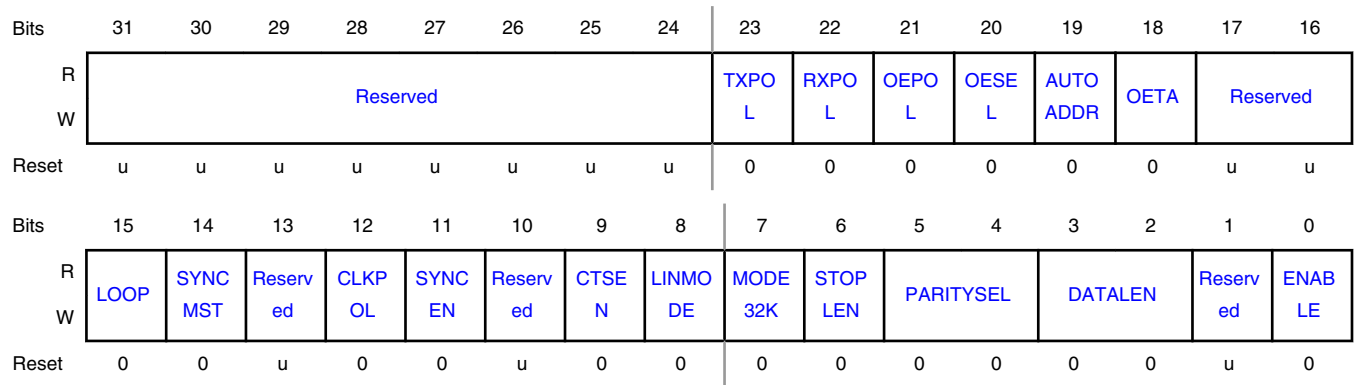 Bits 31 30 29 28 27 26 25 24 23 22 21 20 19 18 17 16
R W Reserved TXPO L RXPO L OEPO L OESE L AUTO ADDR OETA Reserved
Reset u u u u u u u u 0 0 0 0 0 0 u u
Bits 15 14 13 12 11 10 9 8 7 6 5 4 3 2 1 0
R W LOOP SYNC MST Reserv ed CLKP OL SYNC EN Reserv ed CTSE N LINMO DE MODE 32K STOP LEN PARITYSEL DATALEN Reserv ed ENAB LE
Reset 0 0 u 0 0 u 0 0 0 0 0 0 0 0 u 0